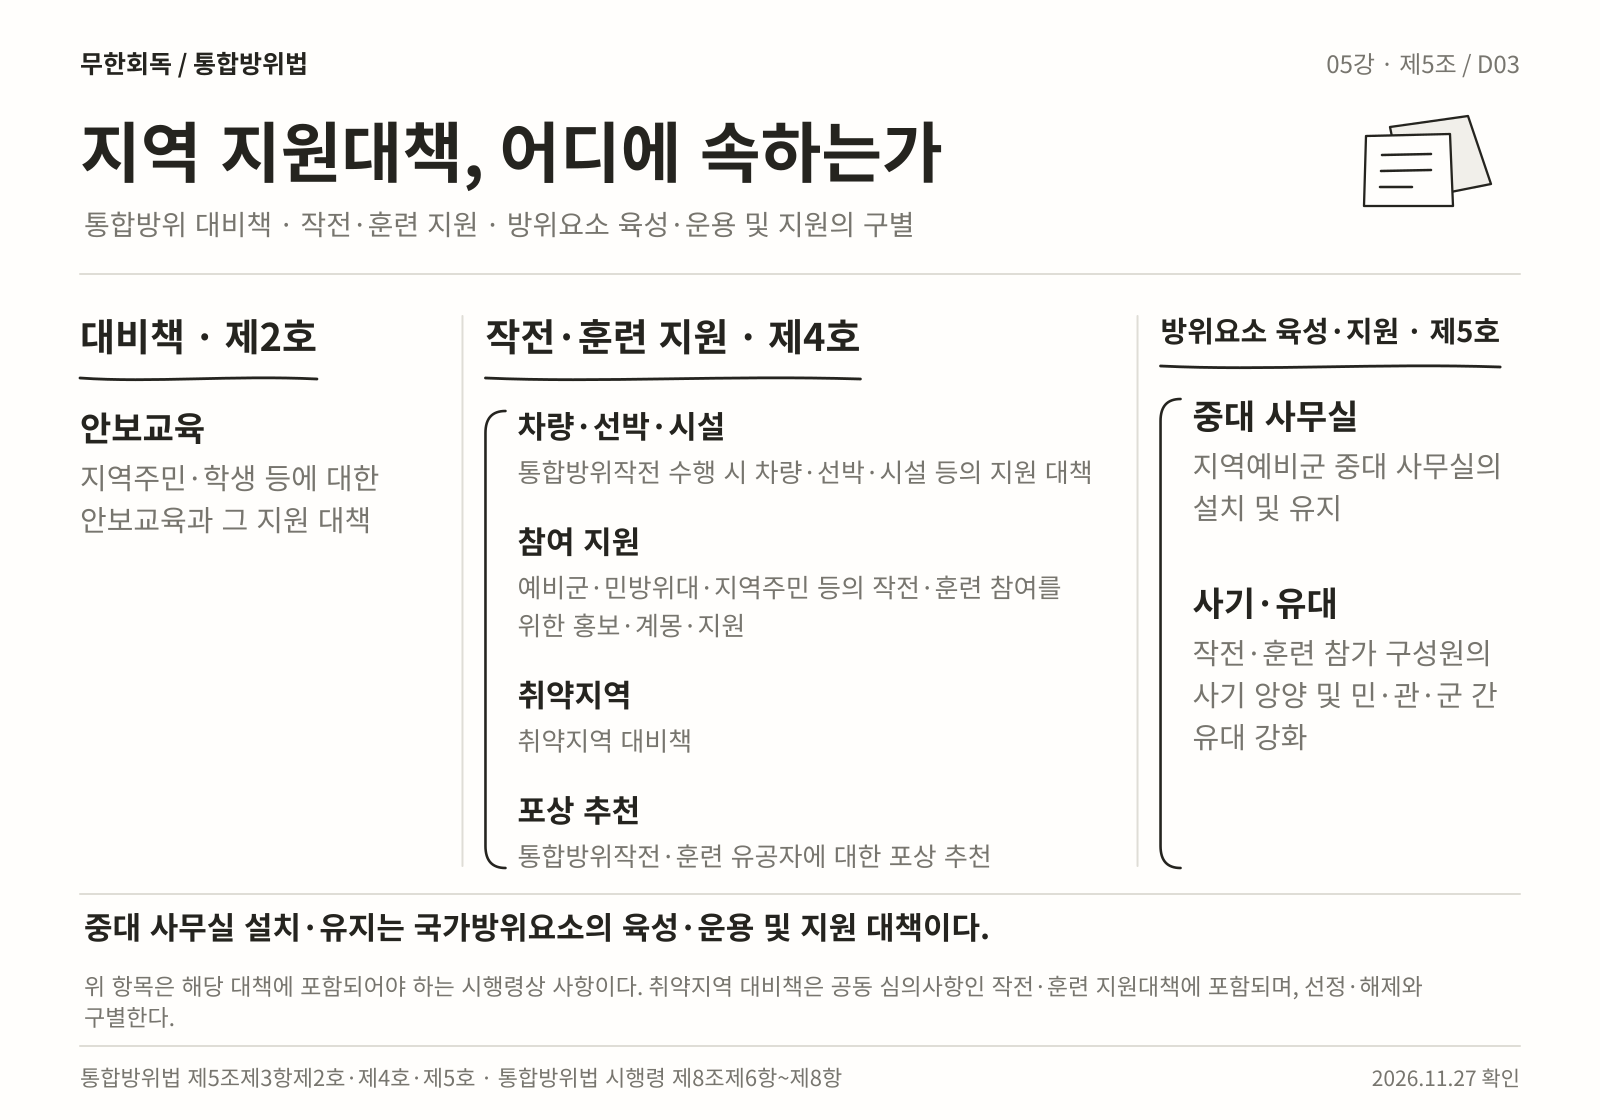 무한회독 / 통합방위법
05강 · 제5조 / D03
지역 지원대책, 어디에 속하는가
통합방위 대비책 · 작전·훈련 지원 · 방위요소 육성·운용 및 지원의 구별
대비책 · 제2호
안보교육
지역주민·학생 등에 대한
안보교육과 그 지원 대책
작전·훈련 지원 · 제4호
차량·선박·시설
통합방위작전 수행 시 차량·선박·시설 등의 지원 대책
참여 지원
예비군·민방위대·지역주민 등의 작전·훈련 참여를
위한 홍보·계몽·지원
취약지역
취약지역 대비책
포상 추천
통합방위작전·훈련 유공자에 대한 포상 추천
방위요소 육성·지원 · 제5호
중대 사무실
지역예비군 중대 사무실의
설치 및 유지
사기·유대
작전·훈련 참가 구성원의
사기 앙양 및 민·관·군 간
유대 강화
중대 사무실 설치·유지는 국가방위요소의 육성·운용 및 지원 대책이다.
위 항목은 해당 대책에 포함되어야 하는 시행령상 사항이다. 취약지역 대비책은 공동 심의사항인 작전·훈련 지원대책에 포함되며, 선정·해제와
구별한다.
통합방위법 제5조제3항제2호·제4호·제5호 · 통합방위법 시행령 제8조제6항~제8항
2026.11.27 확인